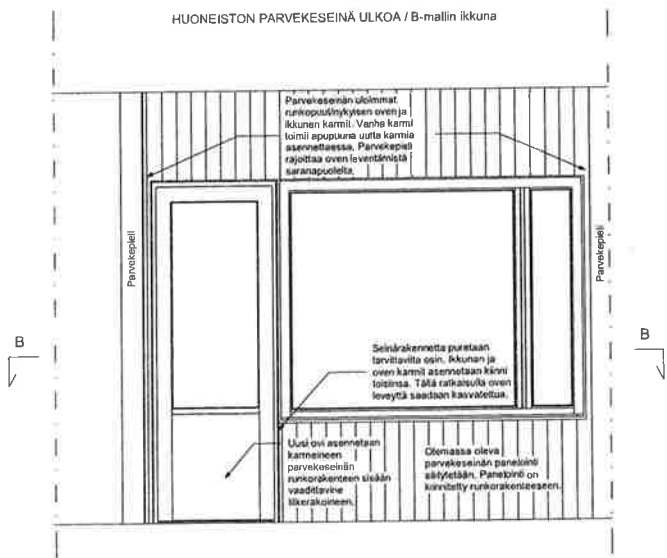 HUONEISTON PARVEKESEINÄ ULKOA / B-mallin ikkuna
Parvekeseinän uloimmat
runkopuut/nykyisen oven ja
ikkunan karmit. Vanha karmi
toimii apupuuna uutta karmia
asennettaessa. Parvekepieli
rajoittaa oven leventämistä
saranapuolelta.
Parvekepieli
Parvekepieli
B
B
Seinärakennetta puretaan
tarvittavilta osin. Ikkunan ja
oven karmit asennetaan kiinni
toisiinsa. Tällä ratkaisulla oven
leveyttä saadaan kasvatettua.
Uusi ovi asennetaan
karmeineen
parvekeseinän
runkorakenteen sisään
vaadittavine
tilkerakoineen.
Olemassa oleva
parvekeseinän panelointi
säilytetään. Panelointi on
kiinnitetty runkorakenteeseen.